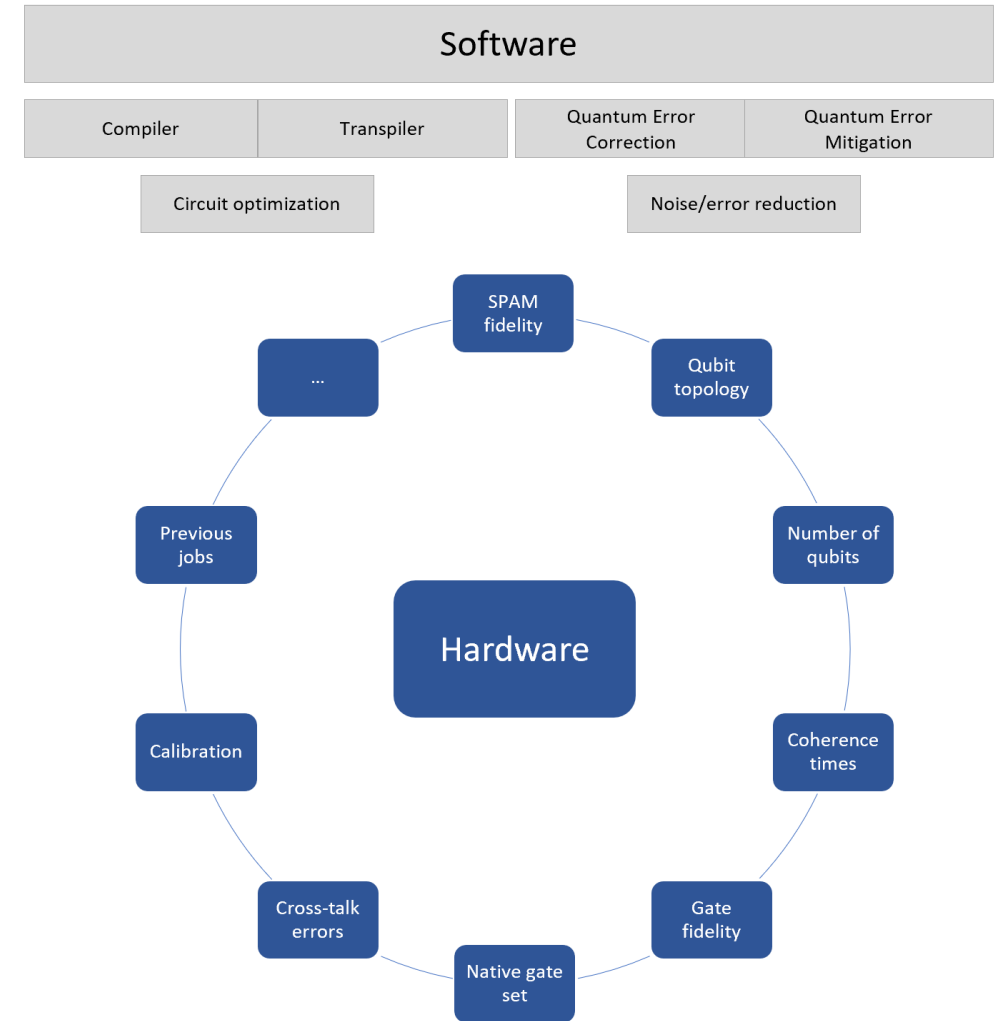 Software
Compiler
Transpiler
Quantum Error
Correction
Quantum Error
Mitigation
Circuit optimization
Noise/error reduction
SPAM
fidelity
...
Qubit
topology
Previous
jobs
Number of
qubits
Hardware
Calibration
Coherence
times
Cross-talk
errors
Gate
fidelity
Native gate
set